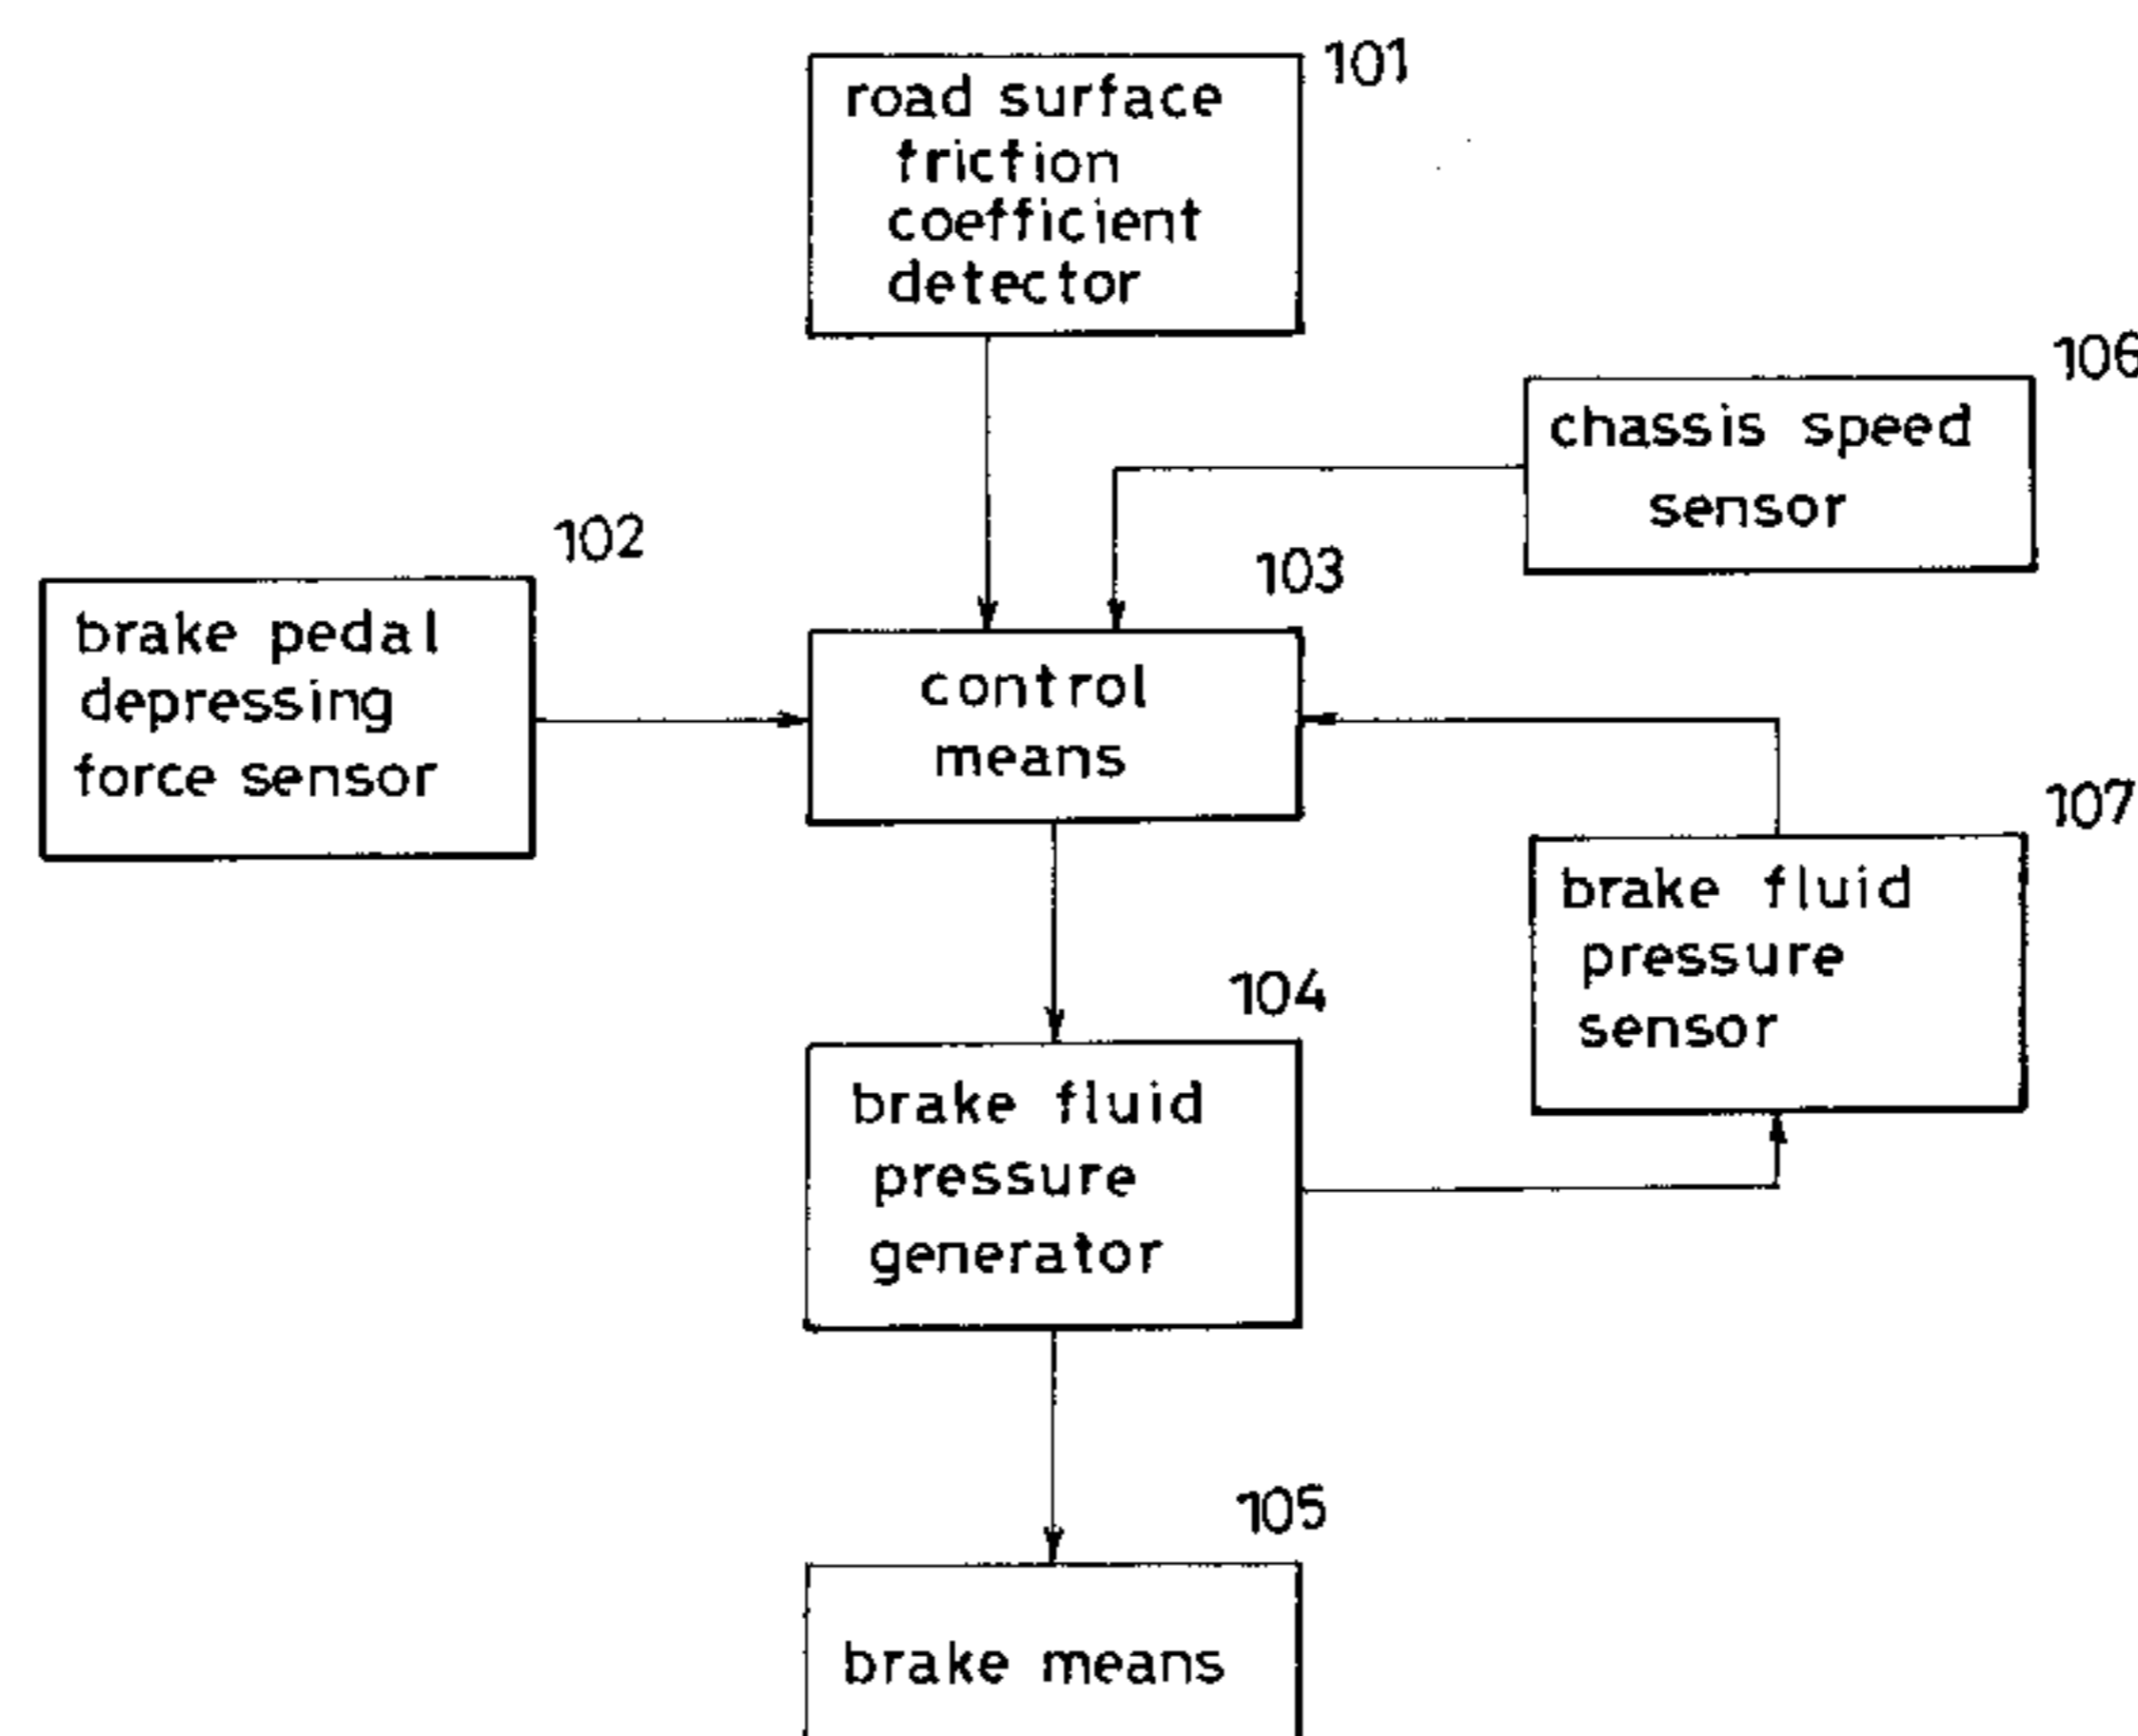 101
road surface
friction
coefficient
detector
106
chassis speed
sensor
102
brake pedal
depressing
force sensor
103
control
means
107
brake fluid
pressure
sensor
104
brake fluid
pressure
generator
105
brake means